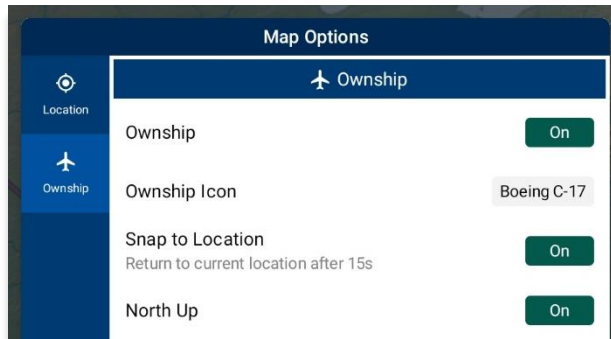 Map Options
Location
Ownship
Ownship
Ownship
On
Ownship Icon
Boeing C-17
Snap to Location
Return to current location after 15s
On
North Up
On